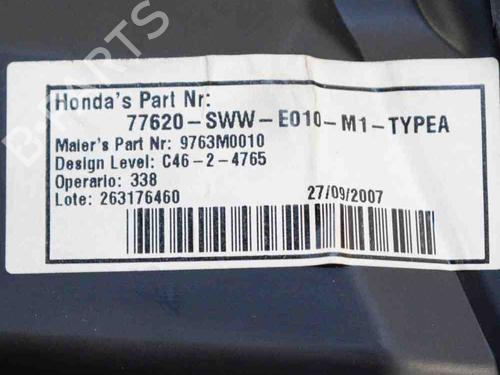 Honda's Part Nr:
77620-SWW-E010-M1-TYPEA
Maier's Part Nr: 9763M0010
Design Level: C46-2-4765
Operario: 338
Lote: 263176460
27/09/2007
B-PARTS